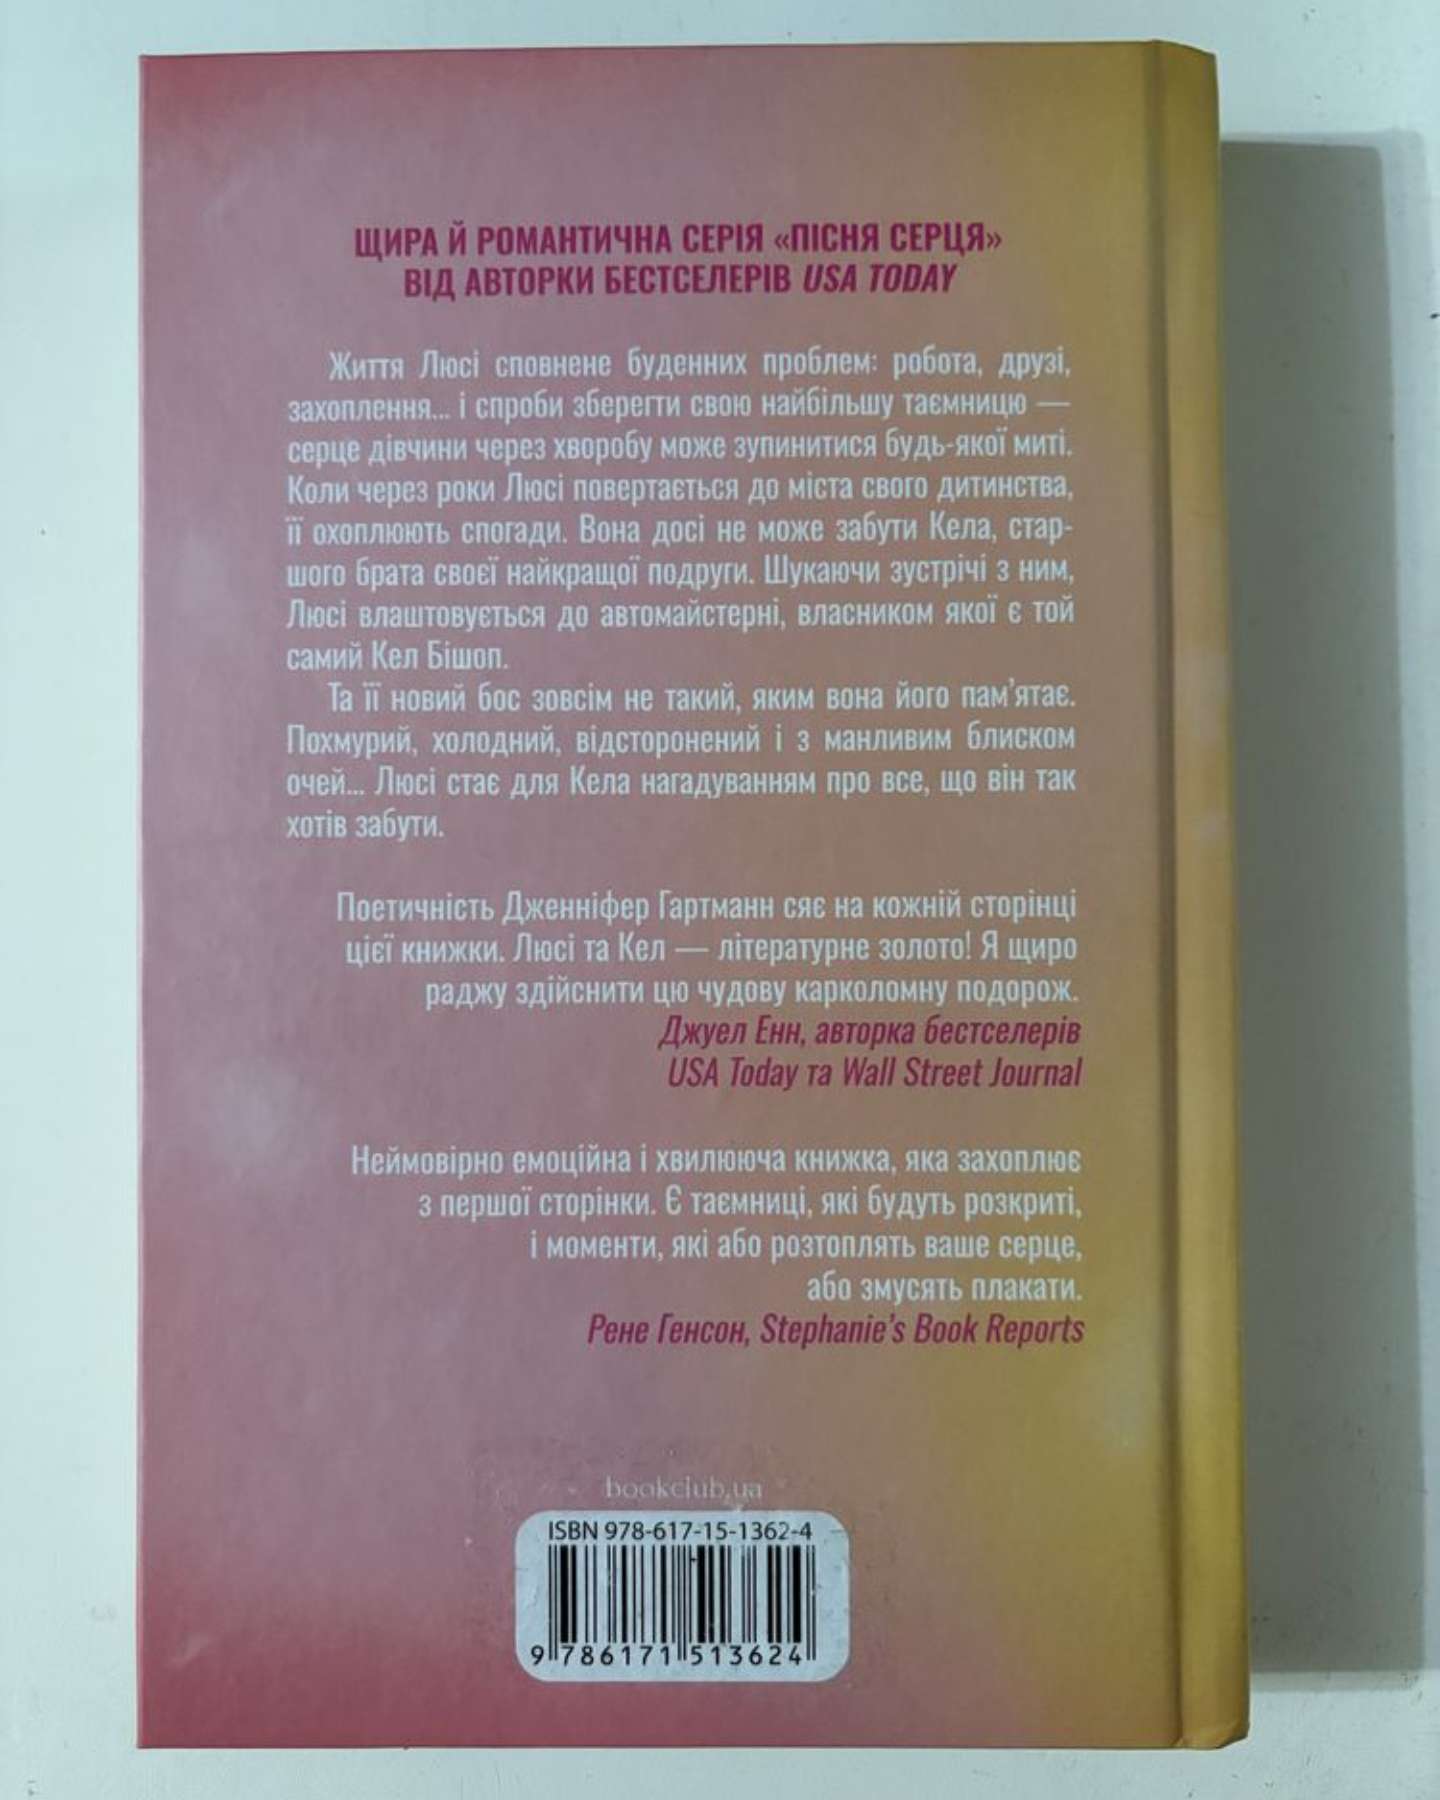 ЩИРА Й РОМАНТИЧНА СЕРІЯ «ПІСНЯ СЕРЦЯ»
ВІД АВТОРКИ БЕСТСЕЛЕРІВ USA TODAY
Життя Люсі сповнене буденних проблем: робота, друзі,
захоплення... і спроби зберегти свою найбільшу таємницю —
серце дівчини через хворобу може зупинитися будь-якої миті.
Коли через роки Люсі повертається до міста свого дитинства,
її охоплюють спогади. Вона досі не може забути Кела, стар-
шого брата своєї найкращої подруги. Шукаючи зустрічі з ним,
Люсі влаштовується до автомайстерні, власником якої є той
самий Кел Бішоп.
Та її новий бос зовсім не такий, яким вона його пам’ятає.
Похмурий, холодний, відсторонений і з манливим блиском
очей... Люсі стає для Кела нагадуванням про все, що він так
хотів забути.
Поетичність Дженніфер Гартманн сяє на кожній сторінці
цієї книжки. Люсі та Кел — літературне золото! Я щиро
раджу здійснити цю чудову карколомну подорож.
Джуел Енн, авторка бестселерів
USA Today та Wall Street Journal
Неймовірно емоційна і хвилююча книжка, яка захоплює
з першої сторінки. Є таємниці, які будуть розкриті,
і моменти, які або розтоплять ваше серце,
або змусять плакати.
Рене Генсон, Stephanie’s Book Reports
bookclub.ua
ISBN 978-617-15-1362-4
9 786171 513624